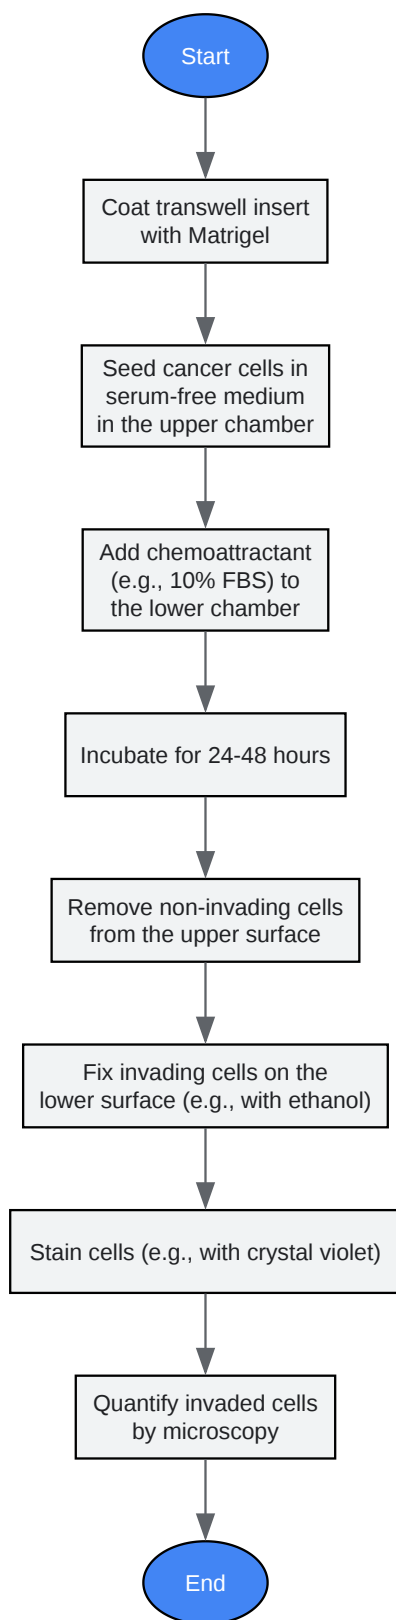 Start
Coat transwell insert
with Matrigel
Seed cancer cells in
serum-free medium
in the upper chamber
Add chemoattractant
(e.g., 10% FBS) to
the lower chamber
Incubate for 24-48 hours
Remove non-invading cells
from the upper surface
Fix invading cells on the
lower surface (e.g., with ethanol)
Stain cells (e.g., with crystal violet)
Quantify invaded cells
by microscopy
End